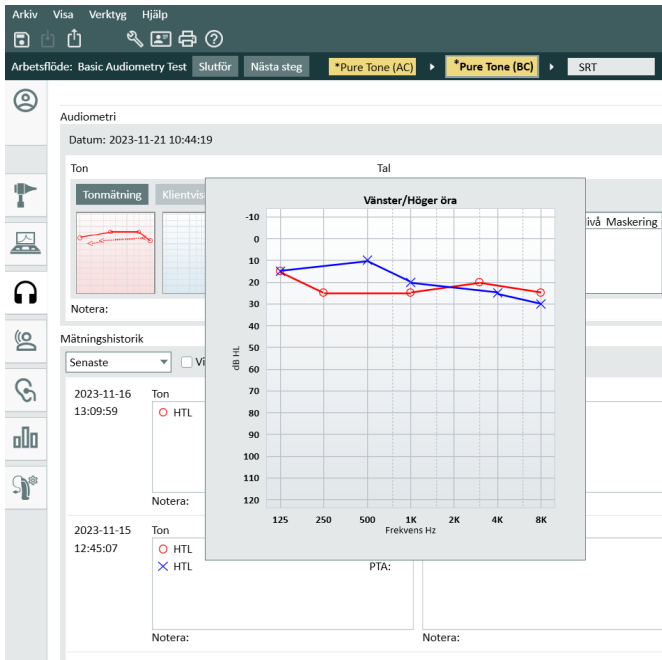 Arkiv Visa Verktyg Hjälp
Arbetsflöde: Basic Audiometry Test Slutför Nästa steg *Pure Tone (AC) *Pure Tone (BC) SRT
Audiometri
Datum: 2023-11-21 10:44:19
Ton Tal
Tonmätning Klientvis
Maskering
Notera:
Vänster/Höger öra
-10
0
10
20
30
40
50
60
70
80
90
100
110
120
dB HL
125 250 500 1K 2K 4K 8K
Frekvens Hz
Mätningshistorik
Senaste Vi
2023-11-16 Ton
13:09:59 HTL
Notera:
2023-11-15 Ton
12:45:07 HTL
HTL PTA:
Notera: Notera: